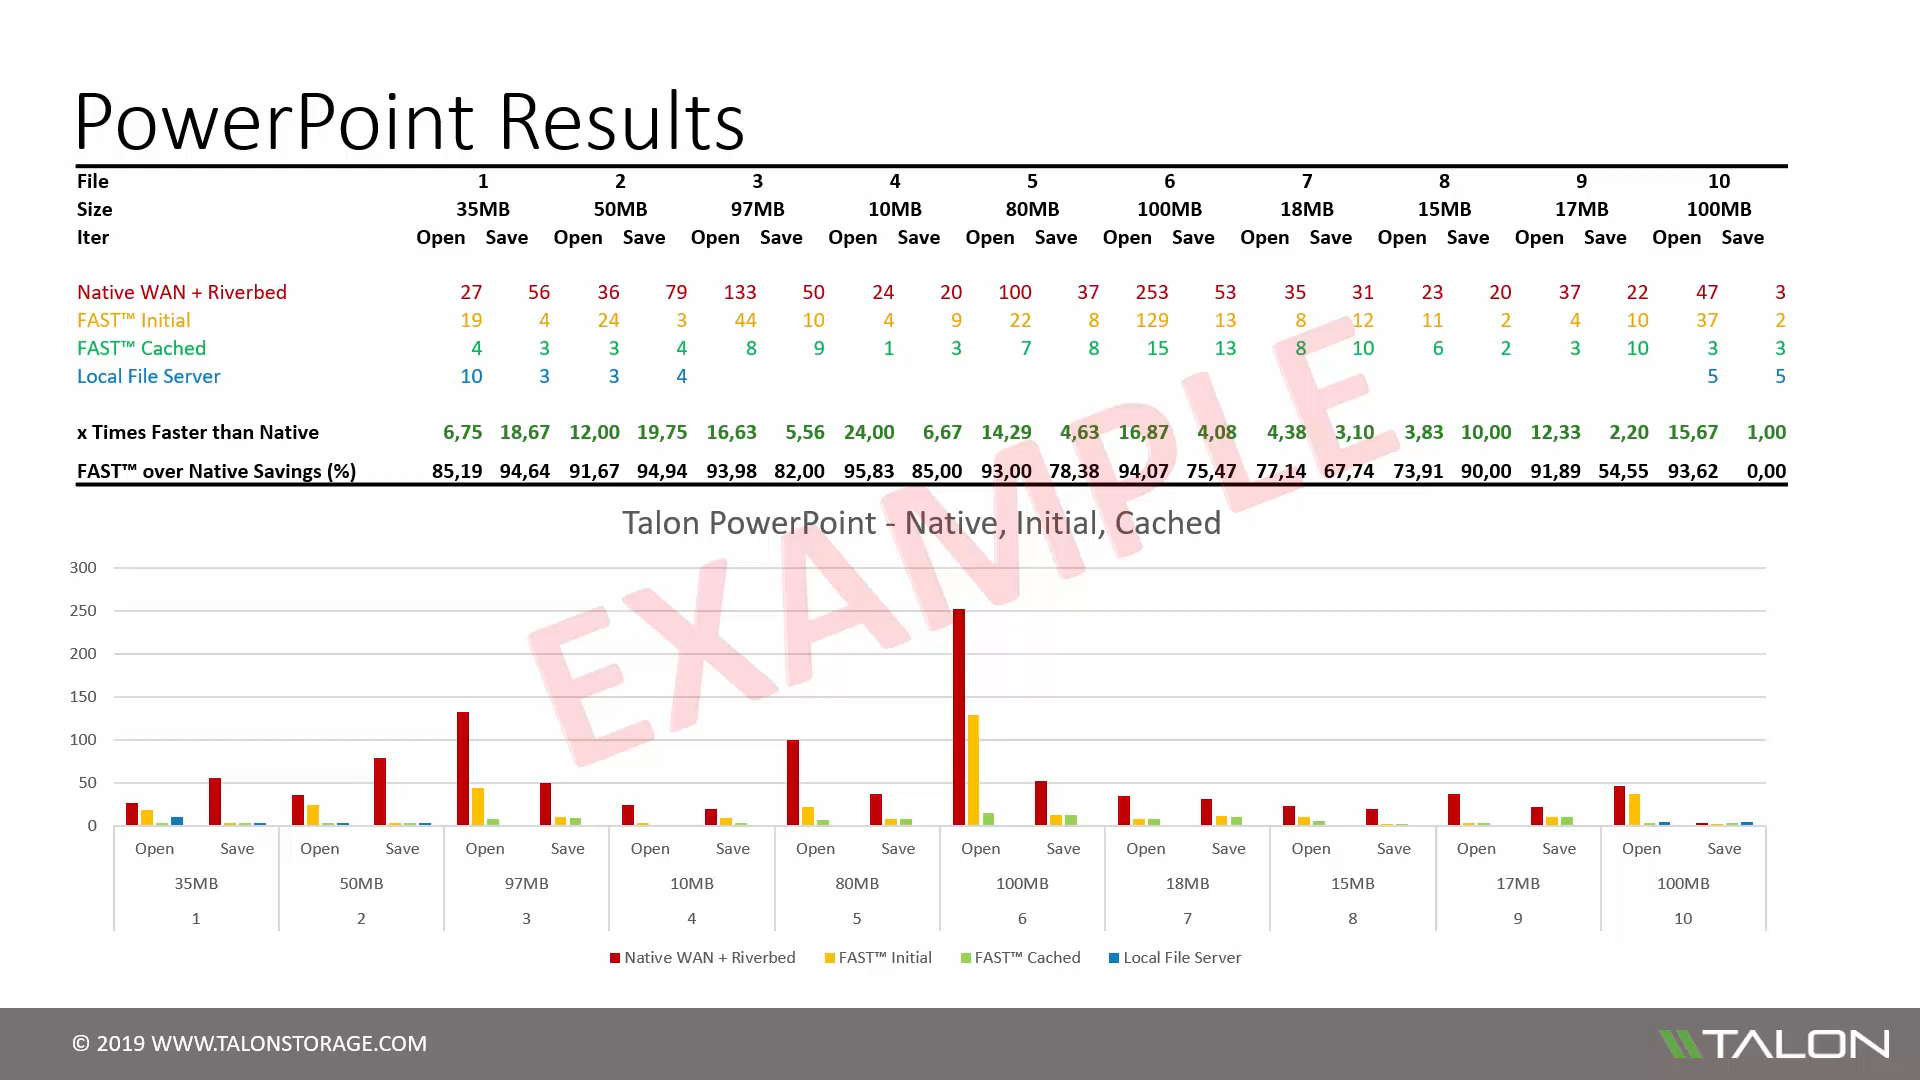 PowerPoint Results
File 1 2 3 4 5 6 7 8 9 10
Size 35MB 50MB 97MB 10MB 80MB 100MB 18MB 15MB 17MB 100MB
Iter Open Save Open Save Open Save Open Save Open Save Open Save Open Save Open Save Open Save Open Save
Native WAN + Riverbed 27 56 36 79 133 50 24 20 100 37 253 53 35 31 23 20 37 22 47 3
FAST™ Initial 19 4 24 3 44 10 4 9 22 8 129 13 8 12 11 2 4 10 37 2
FAST™ Cached 4 3 3 4 8 9 1 3 7 8 15 13 8 10 6 2 3 10 3 3
Local File Server 10 3 3 4 5 5
x Times Faster than Native 6,75 18,67 12,00 19,75 16,63 5,56 24,00 6,67 14,29 4,63 16,87 4,08 4,38 3,10 3,83 10,00 12,33 2,20 15,67 1,00
FAST™ over Native Savings (%) 85,19 94,64 91,67 94,94 93,98 82,00 95,83 85,00 93,00 78,38 94,07 75,47 77,14 67,74 73,91 90,00 91,89 54,55 93,62 0,00
EXAMPLE
Talon PowerPoint - Native, Initial, Cached
300
250
200
150
100
50
0
Open Save Open Save Open Save Open Save Open Save Open Save Open Save Open Save Open Save Open Save
35MB 50MB 97MB 10MB 80MB 100MB 18MB 15MB 17MB 100MB
1 2 3 4 5 6 7 8 9 10
Native WAN + Riverbed FAST™ Initial FAST™ Cached Local File Server
© 2019 WWW.TALONSTORAGE.COM
TALON